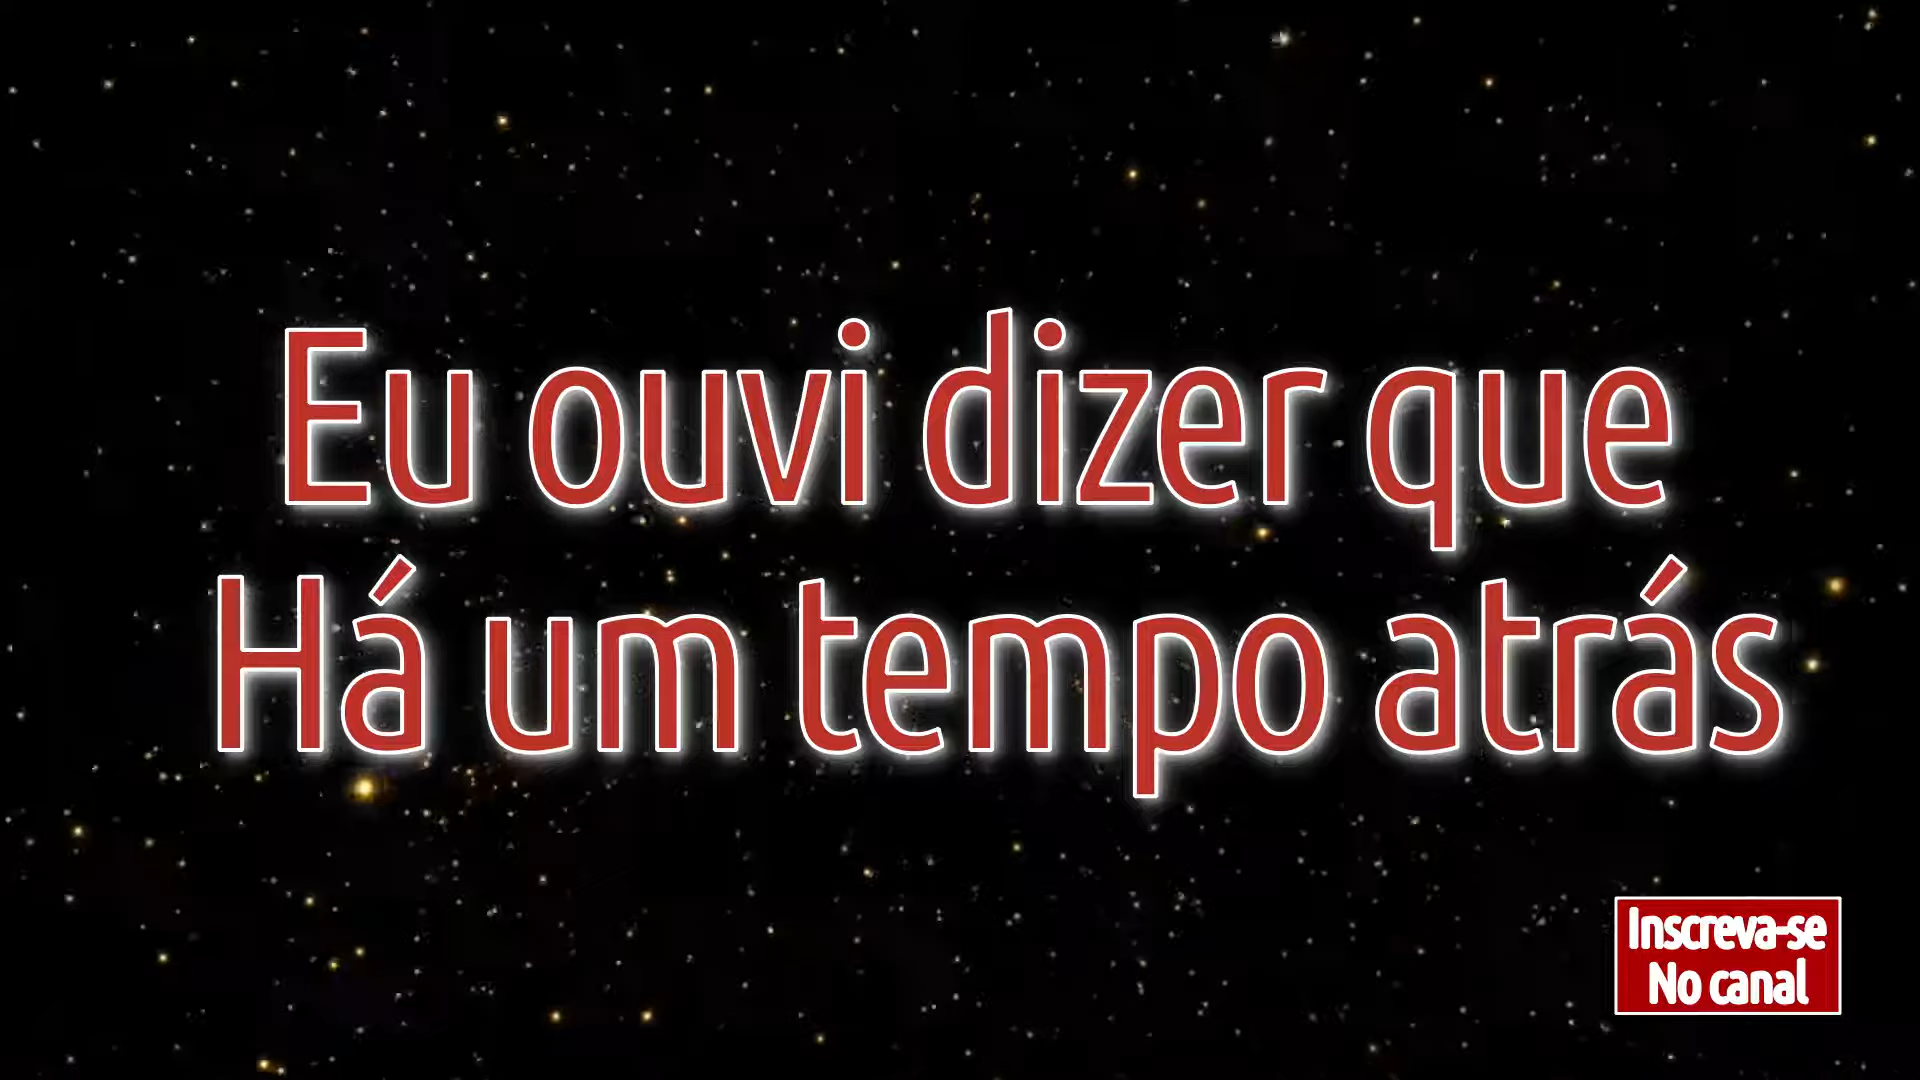 Eu ouvi dizer que
Há um tempo atrás
Inscreva-se
No canal